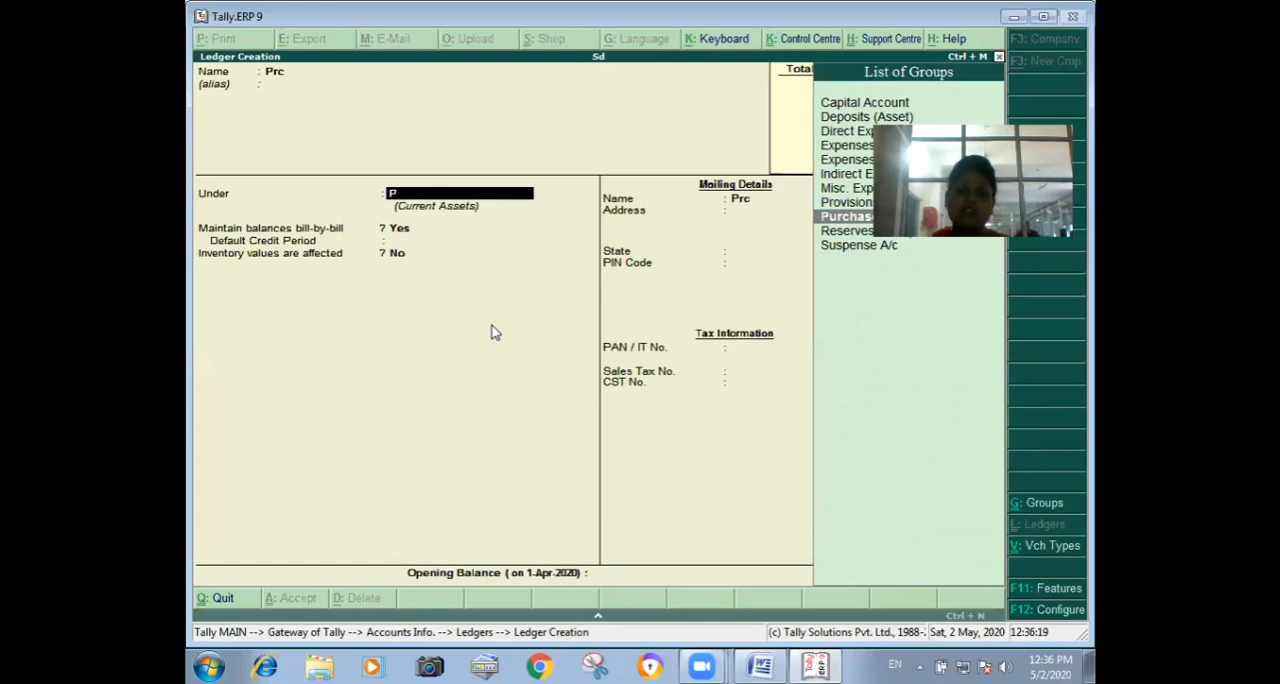 Tally.ERP 9
P: Print E: Export M: E-Mail O: Upload S: Shop G: Language K: Keyboard K: Control Centre H: Support Centre H: Help F3: Company
Ledger Creation Sd Ctrl + M
F3: New Cmp
Name : Prc
(alias) :
Total
List of Groups
Capital Account
Deposits (Asset)
Direct
Expenses
Expenses
Indirect
Misc.
Suspense A/c
Under : P
(Current Assets)
Maintain balances bill-by-bill ? Yes
Default Credit Period :
Inventory values are affected ? No
Mailing Details
Name : Prc
Address :
State :
PIN Code :
Tax Information
PAN / IT No. :
Sales Tax No. :
CST No. :
G: Groups
L: Ledgers
V: Vch Types
F11: Features
F12: Configure
Opening Balance ( on 1-Apr-2020) :
Q: Quit A: Accept D: Delete
Ctrl + N
Tally MAIN --> Gateway of Tally --> Accounts Info. --> Ledgers --> Ledger Creation (c) Tally Solutions Pvt. Ltd., 1988- Sat, 2 May, 2020 12:36:19
EN 12:36 PM
5/2/2020